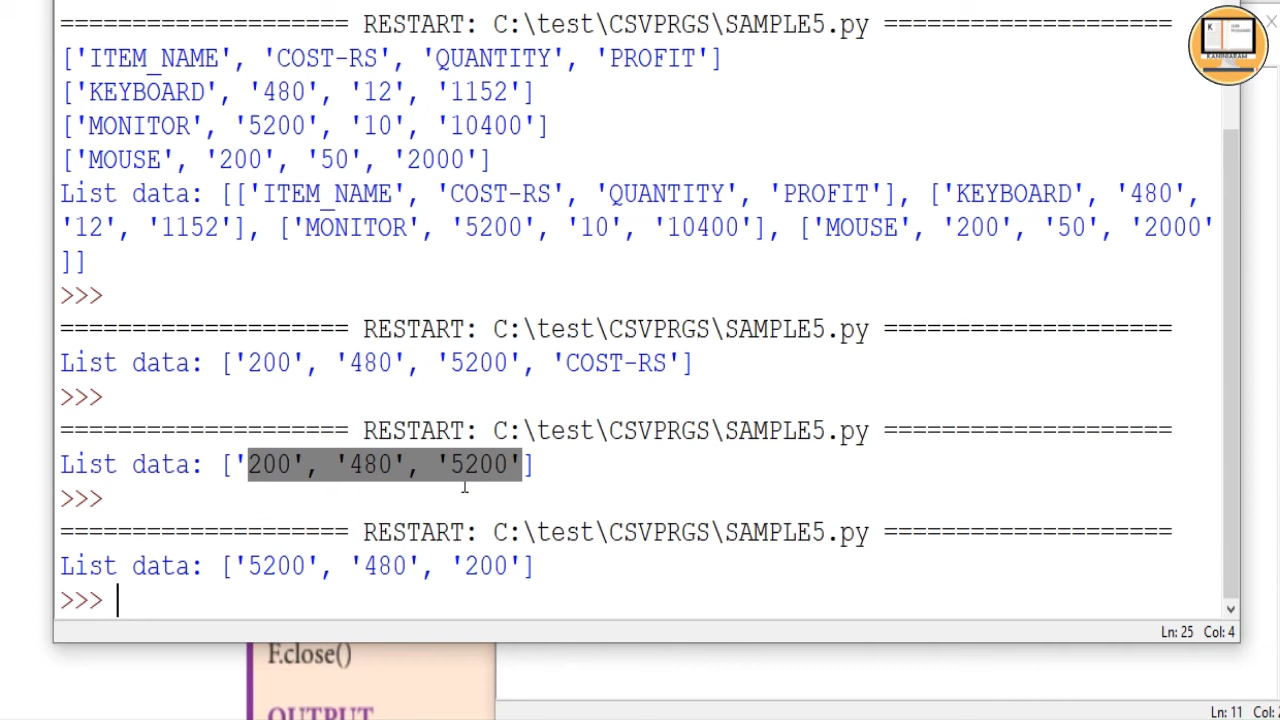 ==================== RESTART: C:\test\CSVPRGS\SAMPLE5.py ====================
['ITEM_NAME', 'COST-RS', 'QUANTITY', 'PROFIT']
['KEYBOARD', '480', '12', '1152']
['MONITOR', '5200', '10', '10400']
['MOUSE', '200', '50', '2000']
List data: [['ITEM_NAME', 'COST-RS', 'QUANTITY', 'PROFIT'], ['KEYBOARD', '480',
'12', '1152'], ['MONITOR', '5200', '10', '10400'], ['MOUSE', '200', '50', '2000'
]]
>>>
==================== RESTART: C:\test\CSVPRGS\SAMPLE5.py ====================
List data: ['200', '480', '5200', 'COST-RS']
>>>
==================== RESTART: C:\test\CSVPRGS\SAMPLE5.py ====================
List data: ['200', '480', '5200']
>>>
==================== RESTART: C:\test\CSVPRGS\SAMPLE5.py ====================
List data: ['5200', '480', '200']
>>>
Ln: 25 Col: 4
F.close()
OUTPUT
Ln: 11 Col: